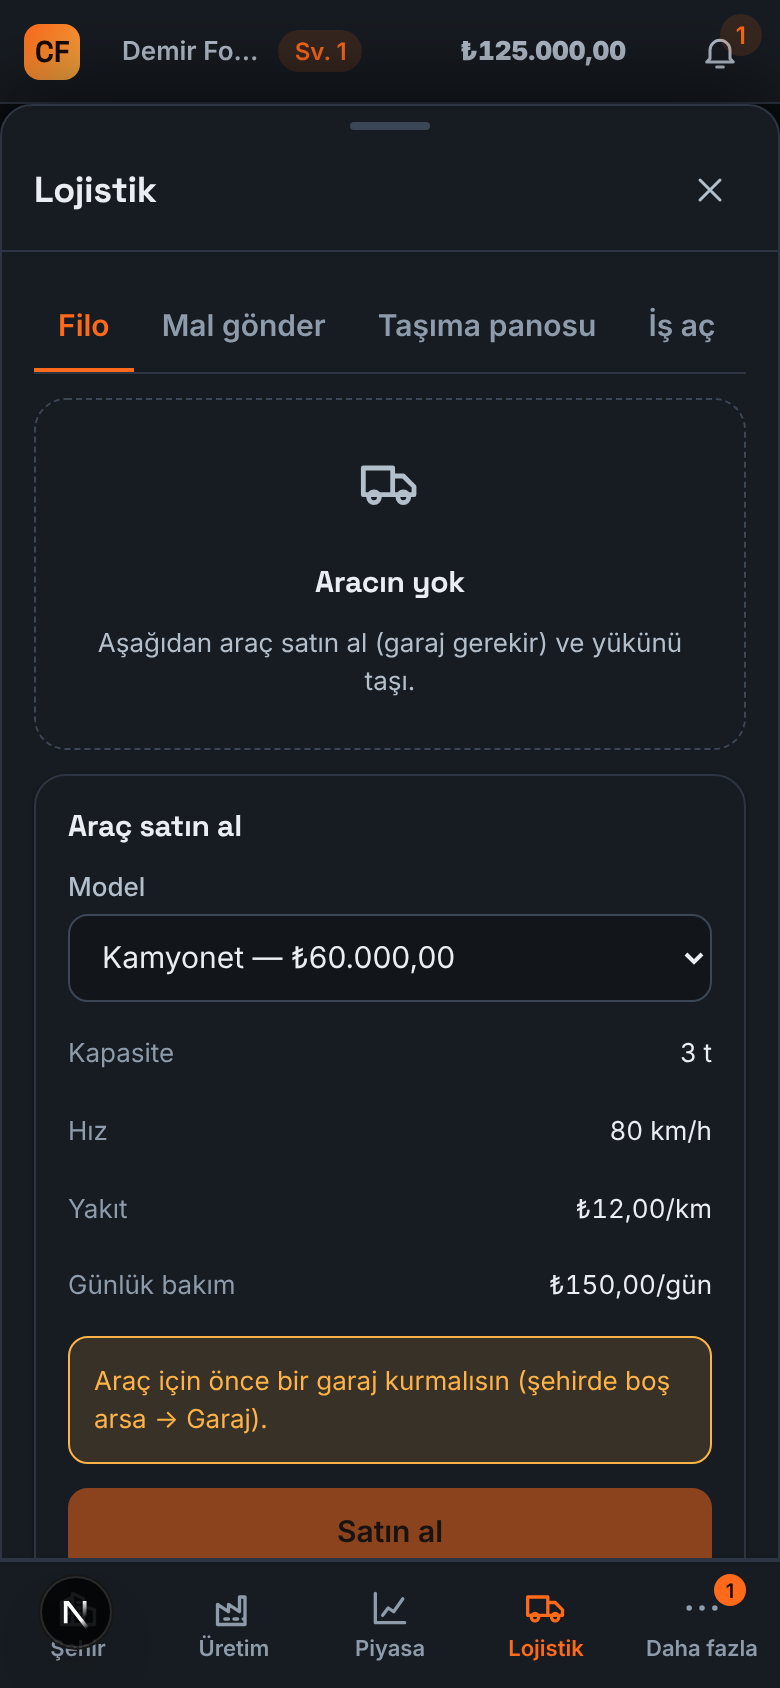 CF
Demir Fo...
Sv. 1
₺125.000,00
1
Lojistik
Filo
Mal gönder
Taşıma panosu
İş aç
Aracın yok
Aşağıdan araç satın al (garaj gerekir) ve yükünü
taşı.
Araç satın al
Model
Kamyonet — ₺60.000,00
Kapasite
3 t
Hız
80 km/h
Yakıt
₺12,00/km
Günlük bakım
₺150,00/gün
Araç için önce bir garaj kurmalısın (şehirde boş
arsa → Garaj).
Satın al
N
Şehir
Üretim
Piyasa
Lojistik
1
Daha fazla